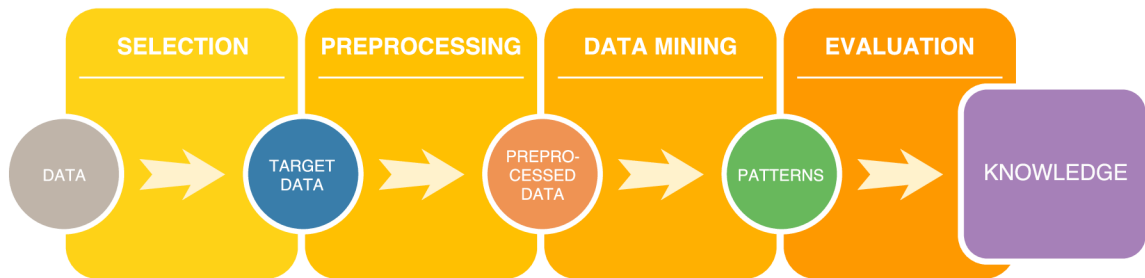 SELECTION
PREPROCESSING
DATA MINING
EVALUATION
DATA
TARGET
DATA
PREPRO-
CESSED
DATA
PATTERNS
KNOWLEDGE